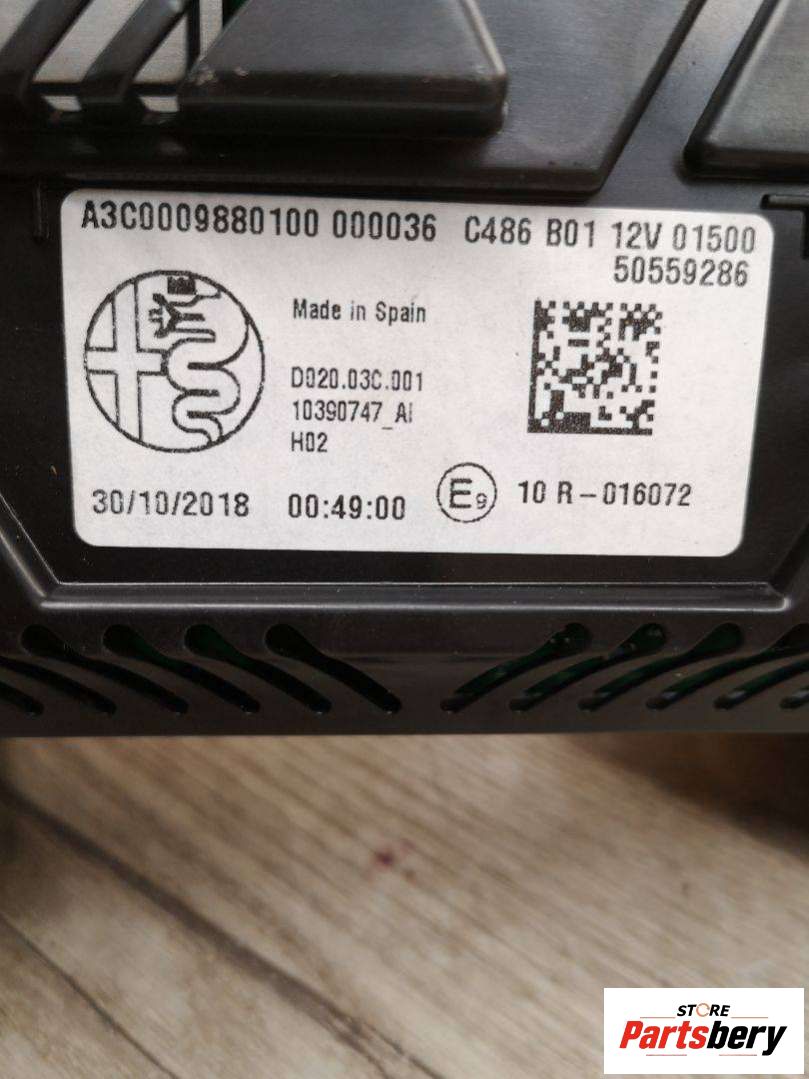 A3C0009880100 000036 C486 B01 12V 01500
50559286
Made in Spain
D020.03C.001
10390747_AI
H02
30/10/2018 00:49:00 E9 10 R-016072
STORE
Partsbery